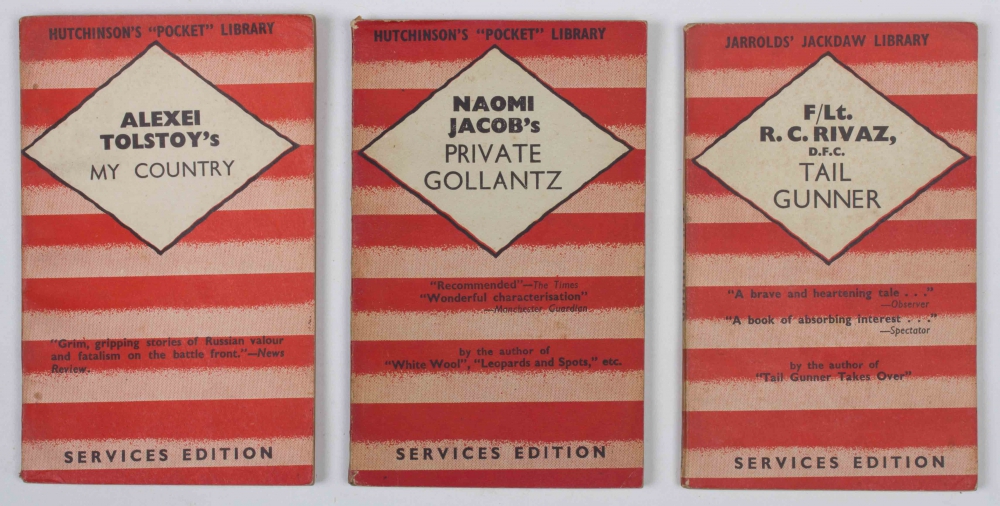 HUTCHINSON'S "POCKET" LIBRARY
ALEXEI
TOLSTOY's
MY COUNTRY
"Grim, gripping stories of Russian valour
and fatalism on the battle front."—News
Review.
SERVICES EDITION
HUTCHINSON'S "POCKET" LIBRARY
NAOMI
JACOB's
PRIVATE
GOLLANTZ
"Recommended"—The Times
"Wonderful characterisation"
—Manchester Guardian
by the author of
"White Wool", "Leopards and Spots," etc.
SERVICES EDITION
JARROLDS' JACKDAW LIBRARY
F/Lt.
R. C. RIVAZ,
D.F.C.
TAIL
GUNNER
"A brave and heartening tale . . ."
—Observer
"A book of absorbing interest . . ."
—Spectator
by the author of
"Tail Gunner Takes Over"
SERVICES EDITION